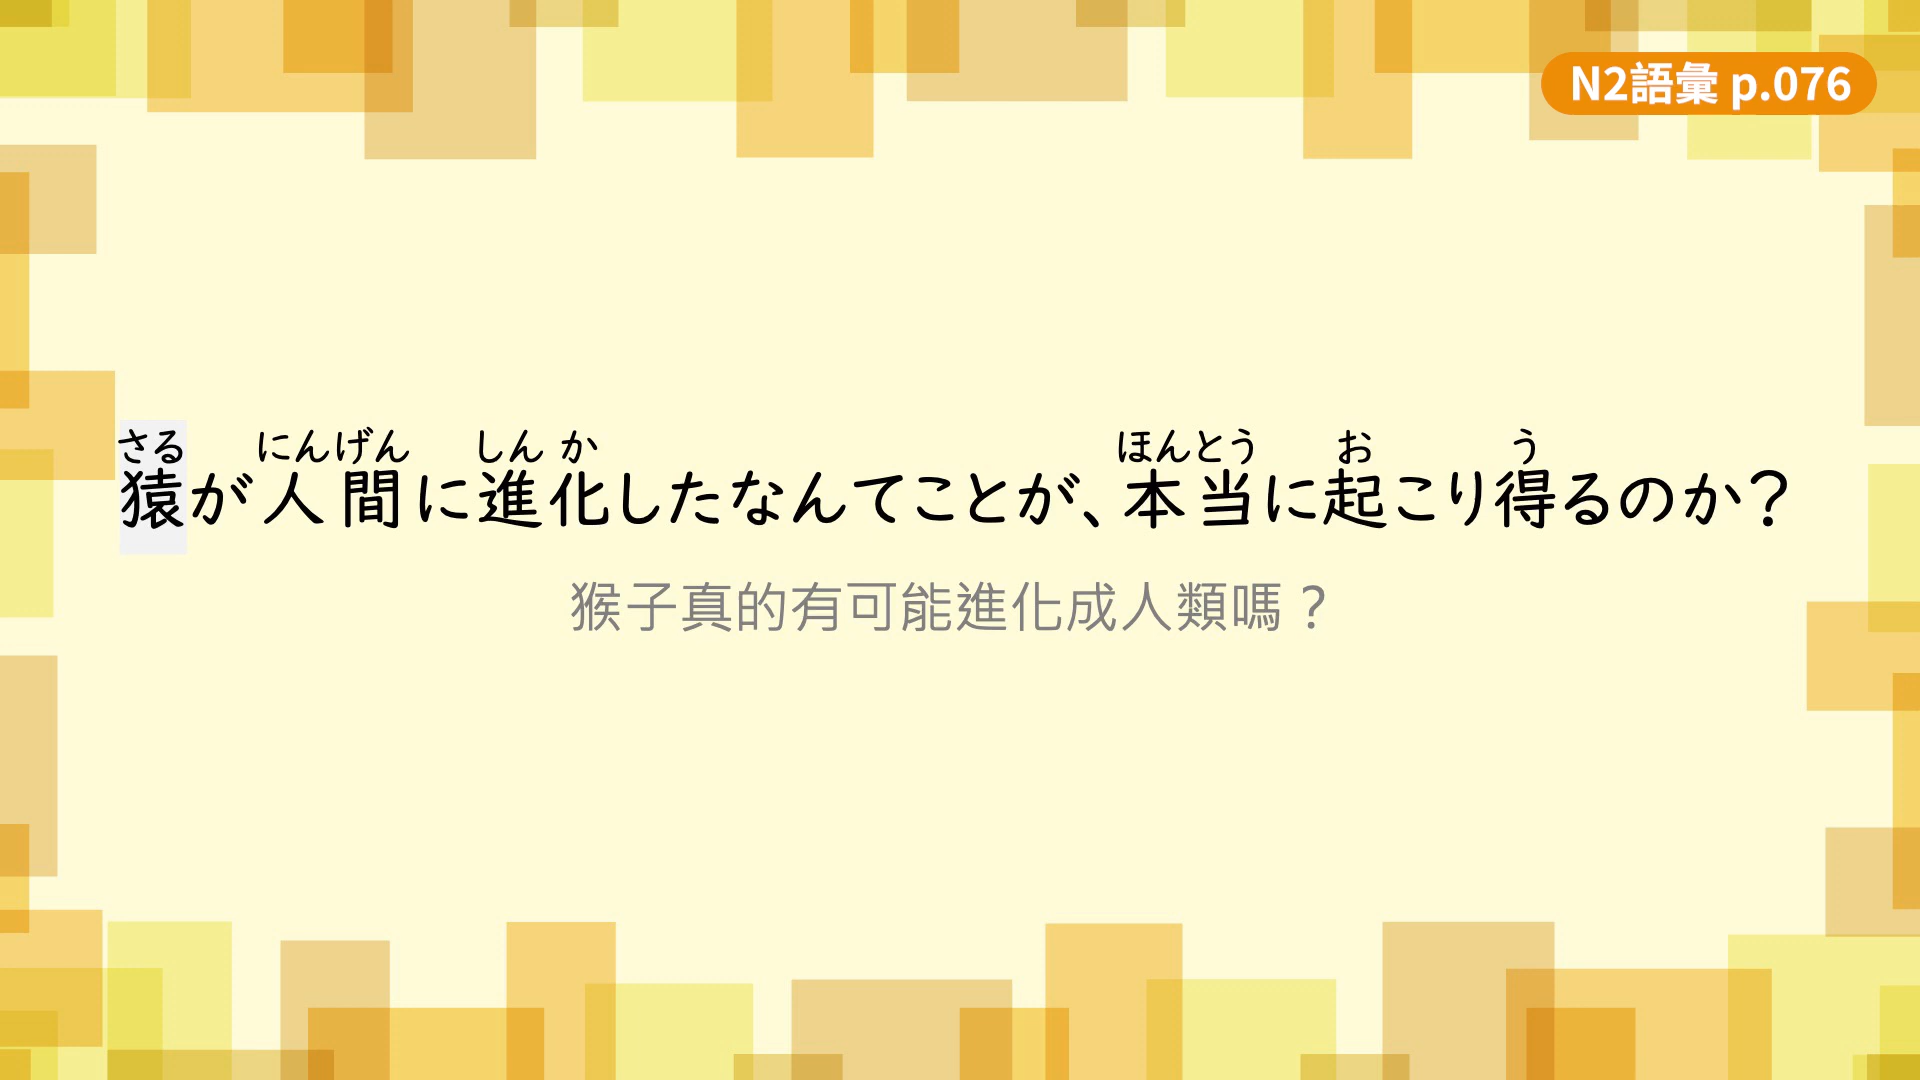 N2語彙 p.076
さる にんげん しん か ほんとう お う
猿が人間に進化したなんてことが、本当に起こり得るのか?
猴子真的有可能進化成人類嗎？